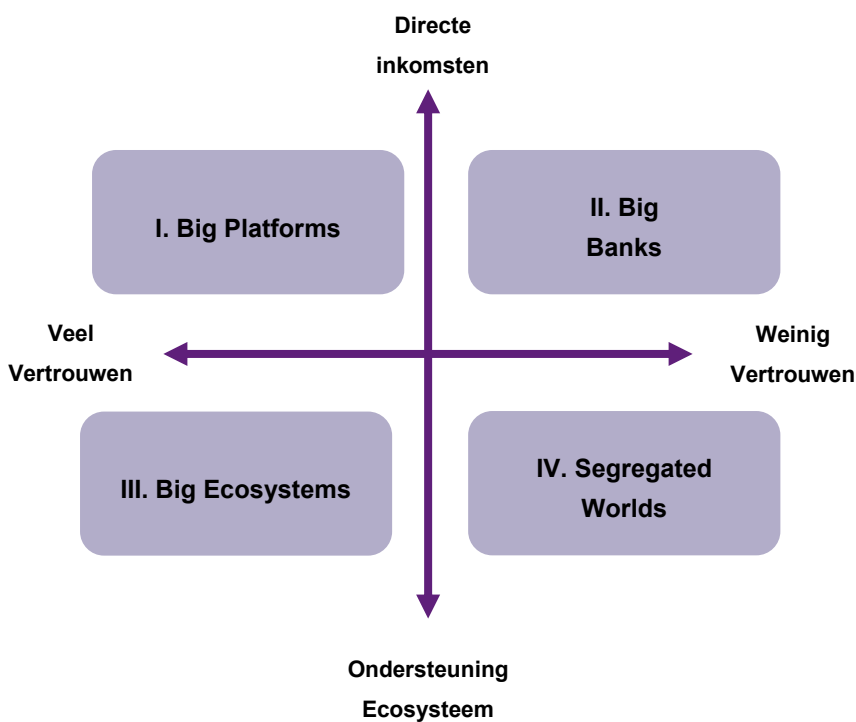 Directe
inkomsten
I. Big Platforms
II. Big
Banks
Veel
Vertrouwen
Weinig
Vertrouwen
III. Big Ecosystems
IV. Segregated
Worlds
Ondersteuning
Ecosysteem